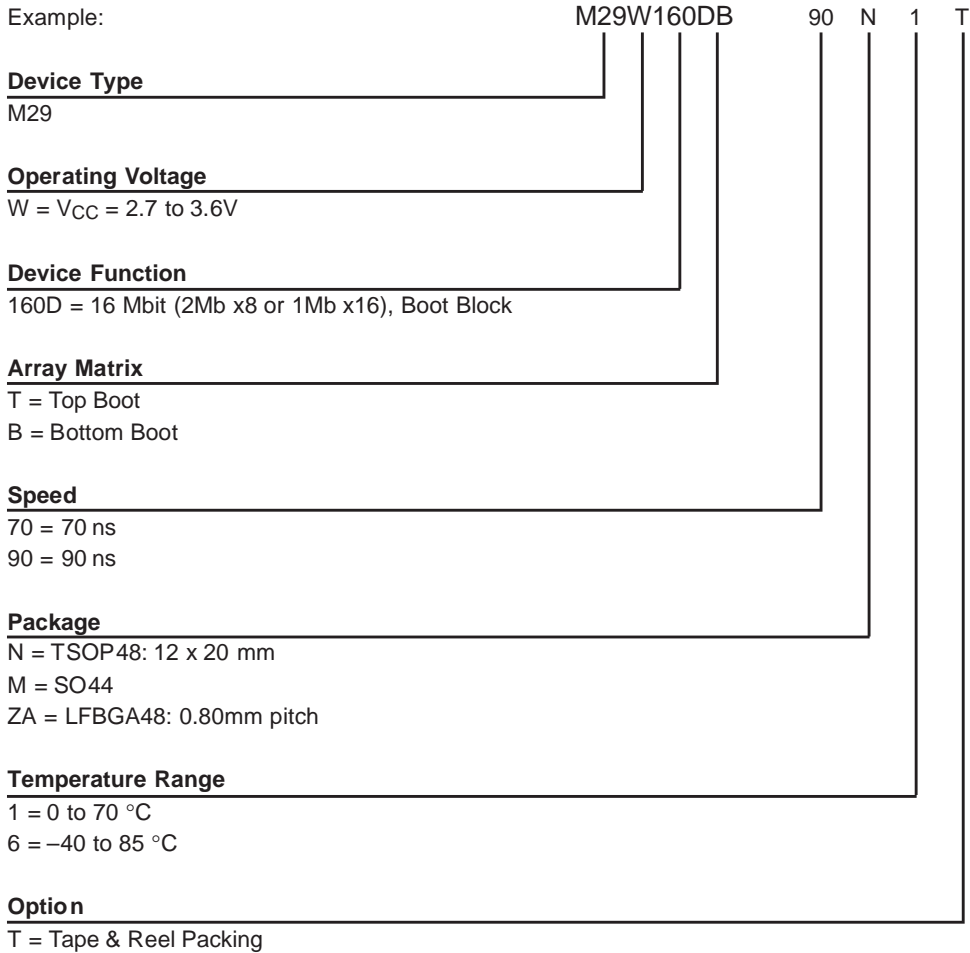 Example: M29W160DB 90 N 1 T
Device Type
M29
Operating Voltage
W = VCC = 2.7 to 3.6V
Device Function
160D = 16 Mbit (2Mb x8 or 1Mb x16), Boot Block
Array Matrix
T = Top Boot
B = Bottom Boot
Speed
70 = 70 ns
90 = 90 ns
Package
N = TSOP48: 12 x 20 mm
M = SO44
ZA = LFBGA48: 0.80mm pitch
Temperature Range
1 = 0 to 70 °C
6 = –40 to 85 °C
Option
T = Tape & Reel Packing